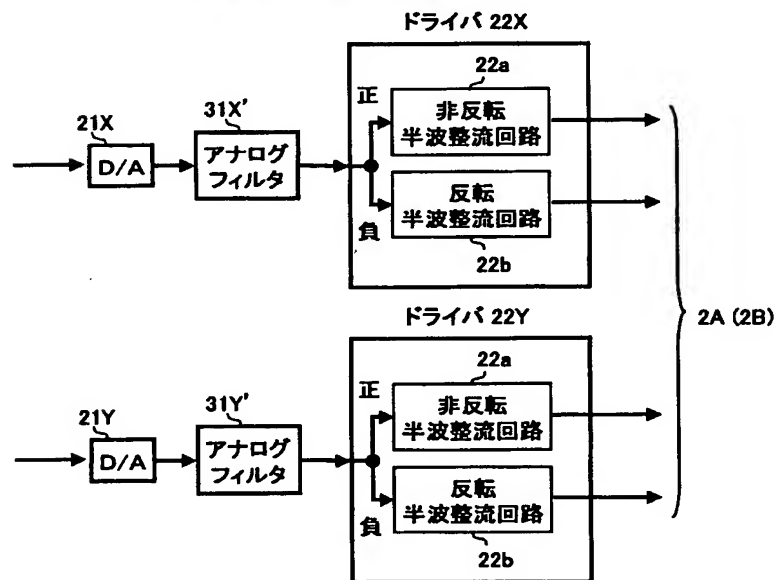 ドライバ 22X
22a
正
非反転
半波整流回路
31X'
21X
D/A
アナログ
フィルタ
反転
半波整流回路
負
22b
2A (2B)
ドライバ 22Y
22a
正
非反転
半波整流回路
31Y'
21Y
D/A
アナログ
フィルタ
反転
半波整流回路
負
22b